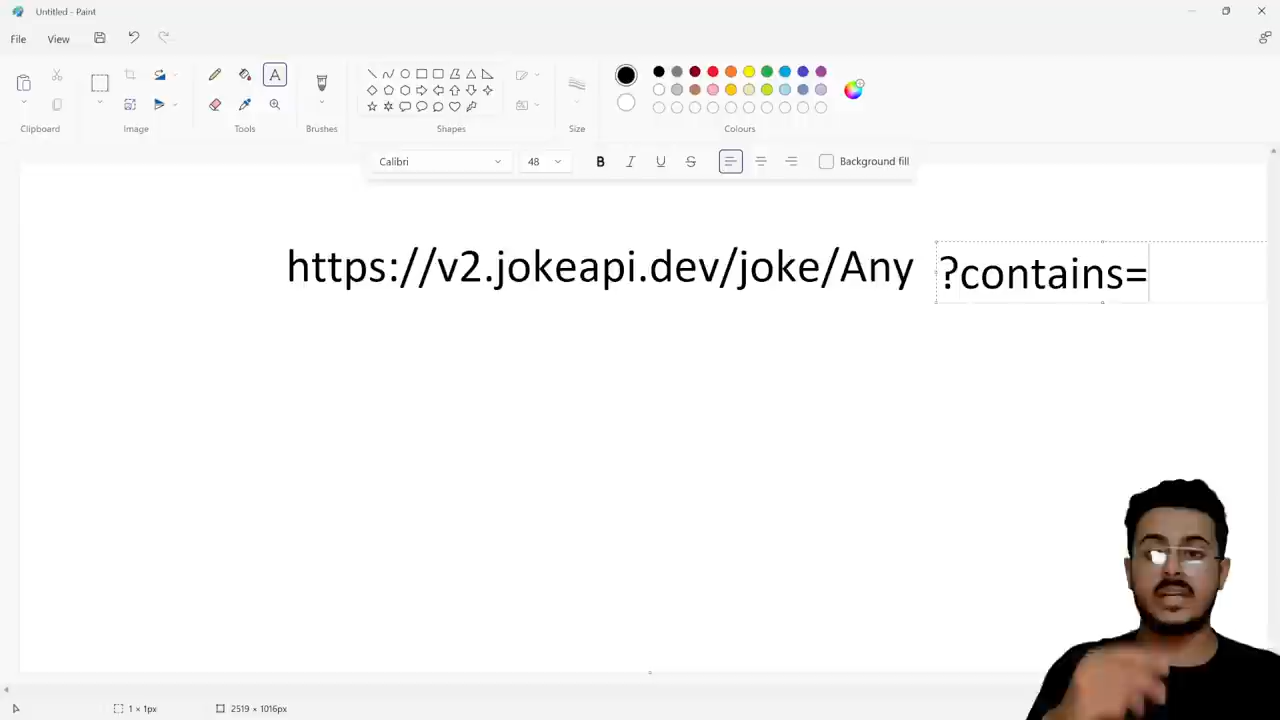 Untitled - Paint
File View
Clipboard
Image
Tools
Brushes
Shapes
Size
Colours
Calibri 48 B I U S Background fill
https://v2.jokeapi.dev/joke/Any ?contains=
1 × 1px 2519 × 1016px